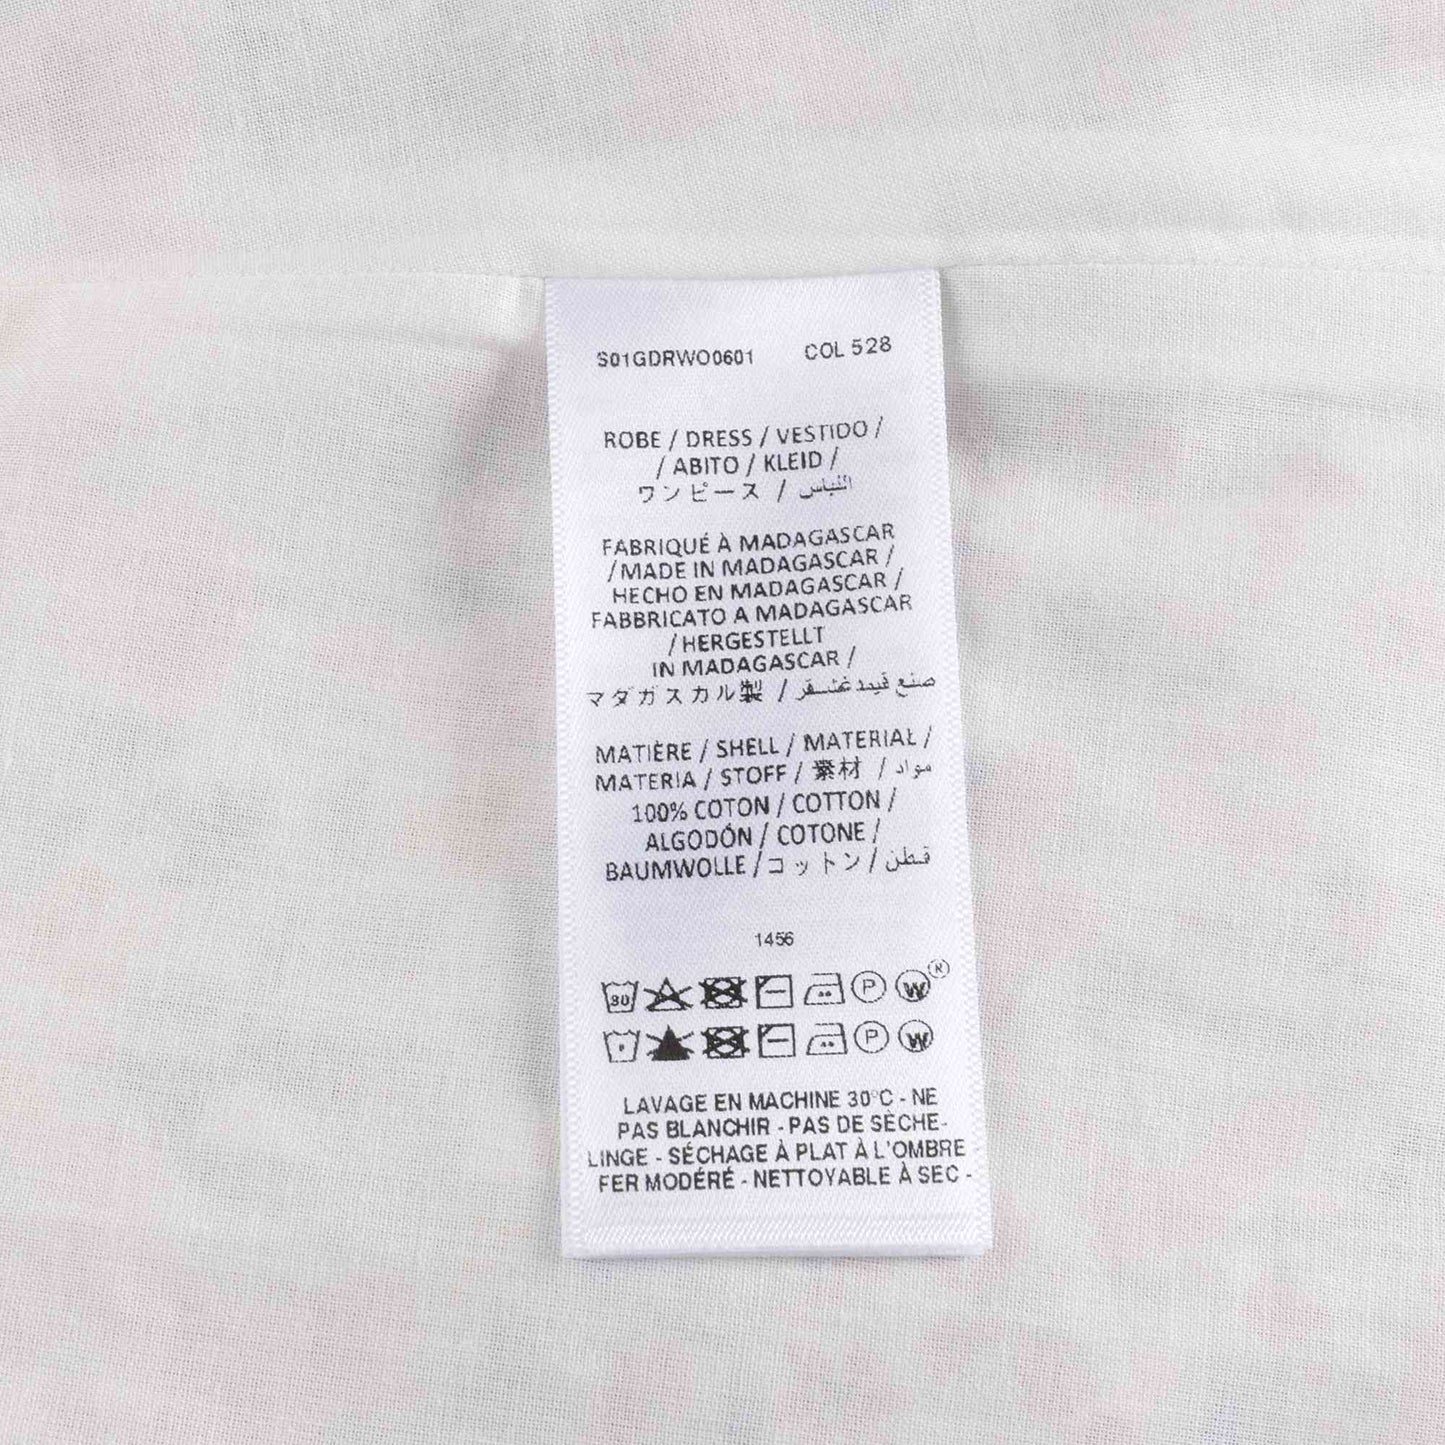 S01GDRWO0601 COL 528
ROBE / DRESS / VESTIDO /
/ ABITO / KLEID /
ワンピース / اللباس
FABRIQUÉ À MADAGASCAR
/ MADE IN MADAGASCAR /
HECHO EN MADAGASCAR /
FABBRICATO A MADAGASCAR
/ HERGESTELLT
IN MADAGASCAR /
マダガスカル製 / صنع
MATIÈRE / SHELL / MATERIAL /
MATERIA / STOFF / 素材 / مواد
100% COTON / COTTON /
ALGODÓN / COTONE /
BAUMWOLLE / コットン / قطن
1456
30 P W ®
P W
LAVAGE EN MACHINE 30°C - NE
PAS BLANCHIR - PAS DE SÈCHE-
LINGE - SÉCHAGE À PLAT À L'OMBRE -
FER MODÉRÉ - NETTOYABLE À SEC -